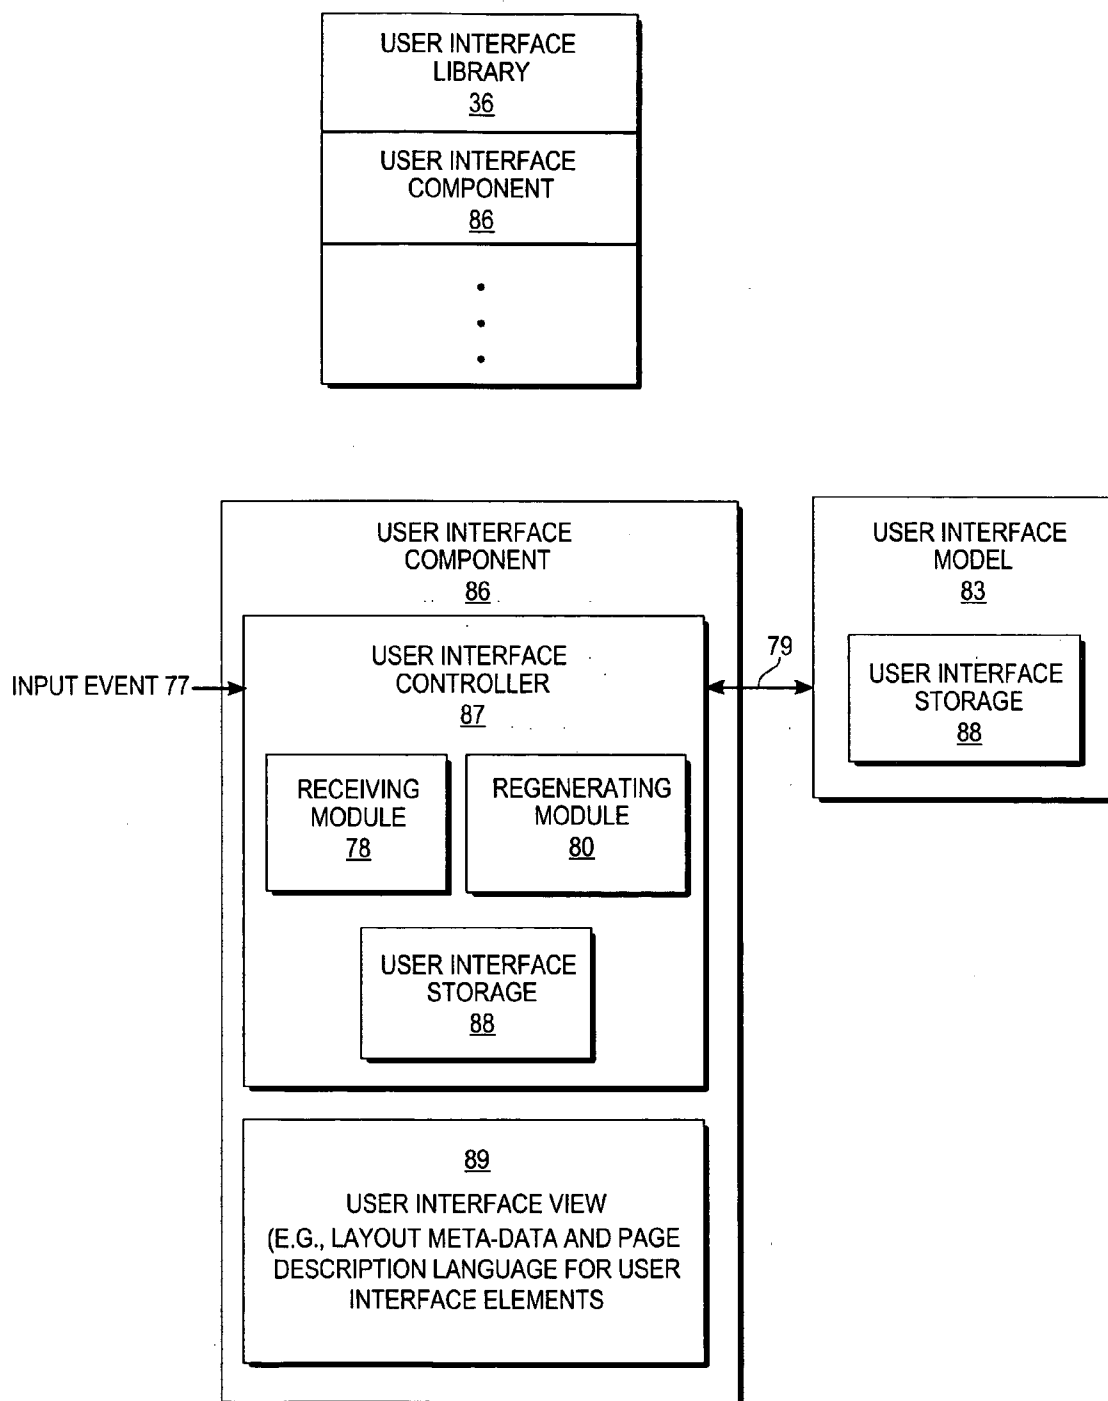 USER INTERFACE
LIBRARY
36
USER INTERFACE
COMPONENT
86
USER INTERFACE
COMPONENT
86
USER INTERFACE
MODEL
83
USER INTERFACE
STORAGE
88
79
INPUT EVENT 77
USER INTERFACE
CONTROLLER
87
RECEIVING
MODULE
78
REGENERATING
MODULE
80
USER INTERFACE
STORAGE
88
89
USER INTERFACE VIEW
(E.G., LAYOUT META-DATA AND PAGE
DESCRIPTION LANGUAGE FOR USER
INTERFACE ELEMENTS